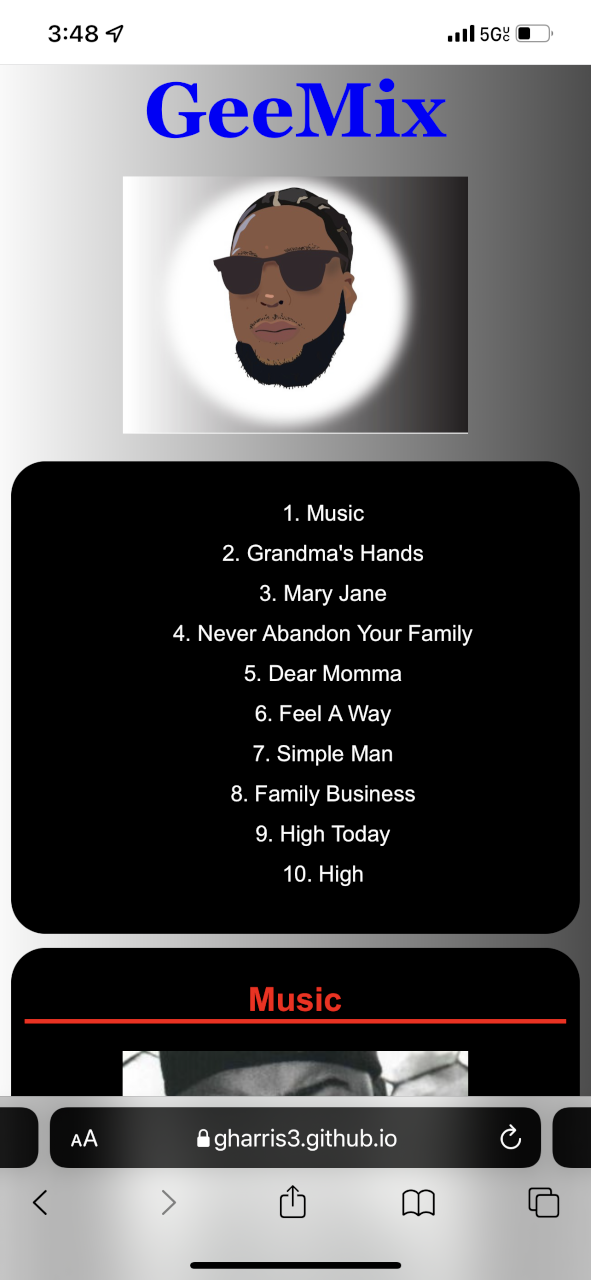 3:48
5G UC
GeeMix
1. Music
2. Grandma's Hands
3. Mary Jane
4. Never Abandon Your Family
5. Dear Momma
6. Feel A Way
7. Simple Man
8. Family Business
9. High Today
10. High
Music
AA gharris3.github.io